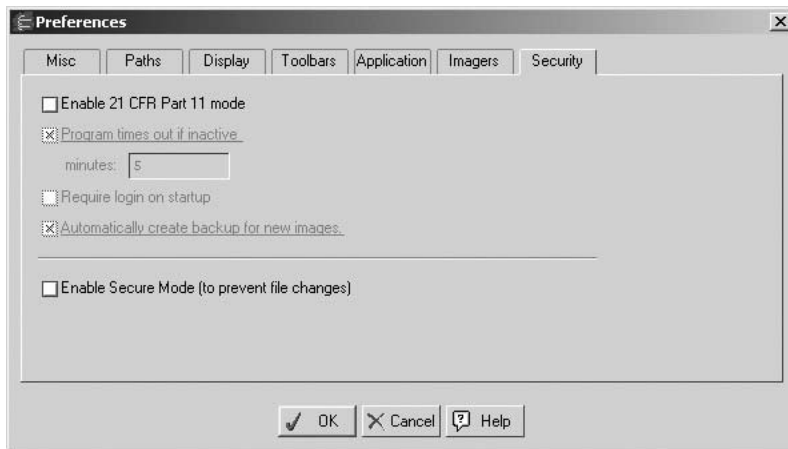 Preferences
Misc Paths Display Toolbars Application Imagers Security
Enable 21 CFR Part 11 mode
Program times out if inactive
minutes: 5
Require login on startup
Automatically create backup for new images.
Enable Secure Mode (to prevent file changes)
OK Cancel Help